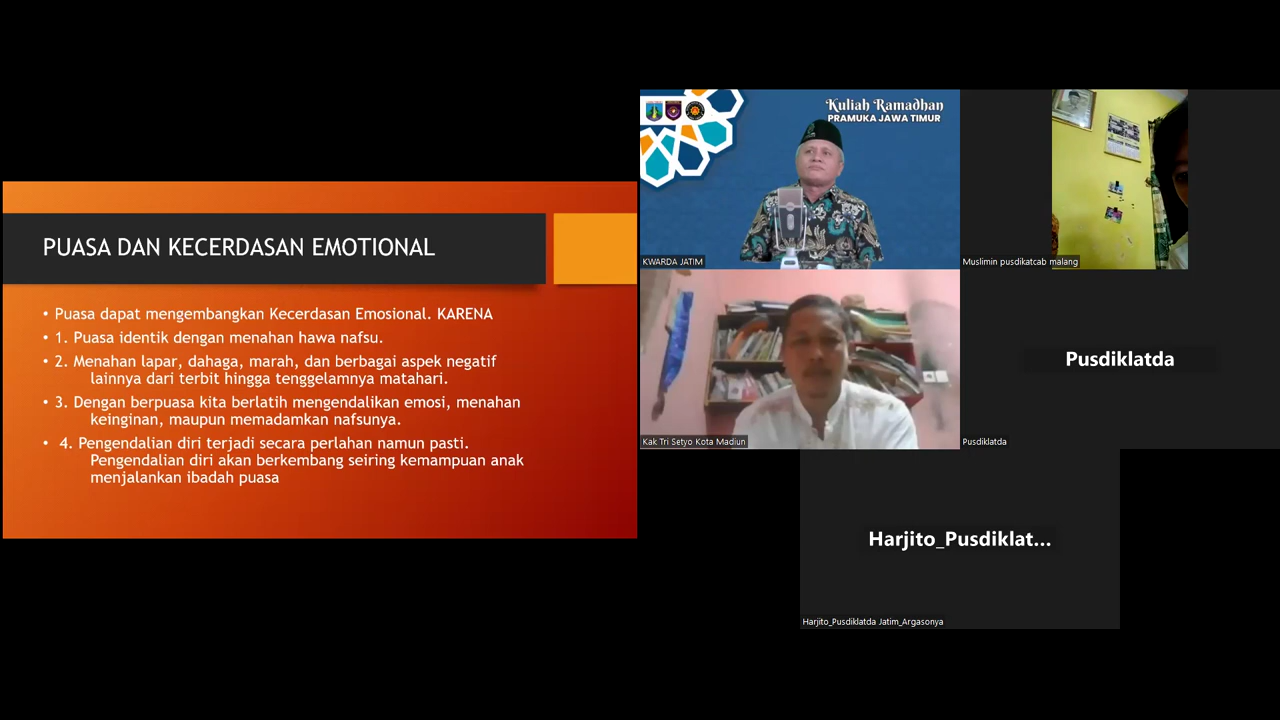 PUASA DAN KECERDASAN EMOTIONAL
• Puasa dapat mengembangkan Kecerdasan Emosional. KARENA
• 1. Puasa identik dengan menahan hawa nafsu.
• 2. Menahan lapar, dahaga, marah, dan berbagai aspek negatif
lainnya dari terbit hingga tenggelamnya matahari.
• 3. Dengan berpuasa kita berlatih mengendalikan emosi, menahan
keinginan, maupun memadamkan nafsunya.
• 4. Pengendalian diri terjadi secara perlahan namun pasti.
Pengendalian diri akan berkembang seiring kemampuan anak
menjalankan ibadah puasa
Kuliah Ramadhan
PRAMUKA JAWA TIMUR
KWARDA JATIM
Muslimin pusdikatcab malang
Kak Tri Setyo Kota Madiun
Pusdiklatda
Pusdiklatda
Harjito_Pusdiklat...
Harjito_Pusdiklatda Jatim_Argasonya